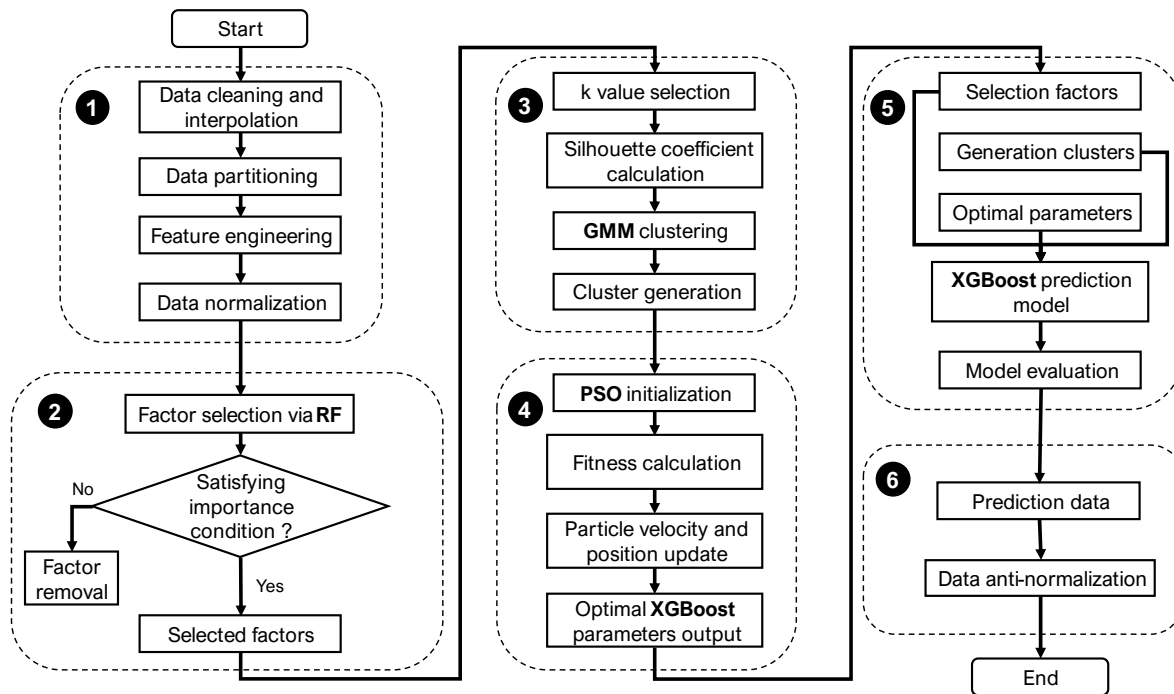 Start
1
Data cleaning and
interpolation
Data partitioning
Feature engineering
Data normalization
2
Factor selection via RF
Satisfying
importance
condition ?
No
Factor
removal
Yes
Selected factors
3
k value selection
Silhouette coefficient
calculation
GMM clustering
Cluster generation
4
PSO initialization
Fitness calculation
Particle velocity and
position update
Optimal XGBoost
parameters output
5
Selection factors
Generation clusters
Optimal parameters
XGBoost prediction
model
Model evaluation
6
Prediction data
Data anti-normalization
End